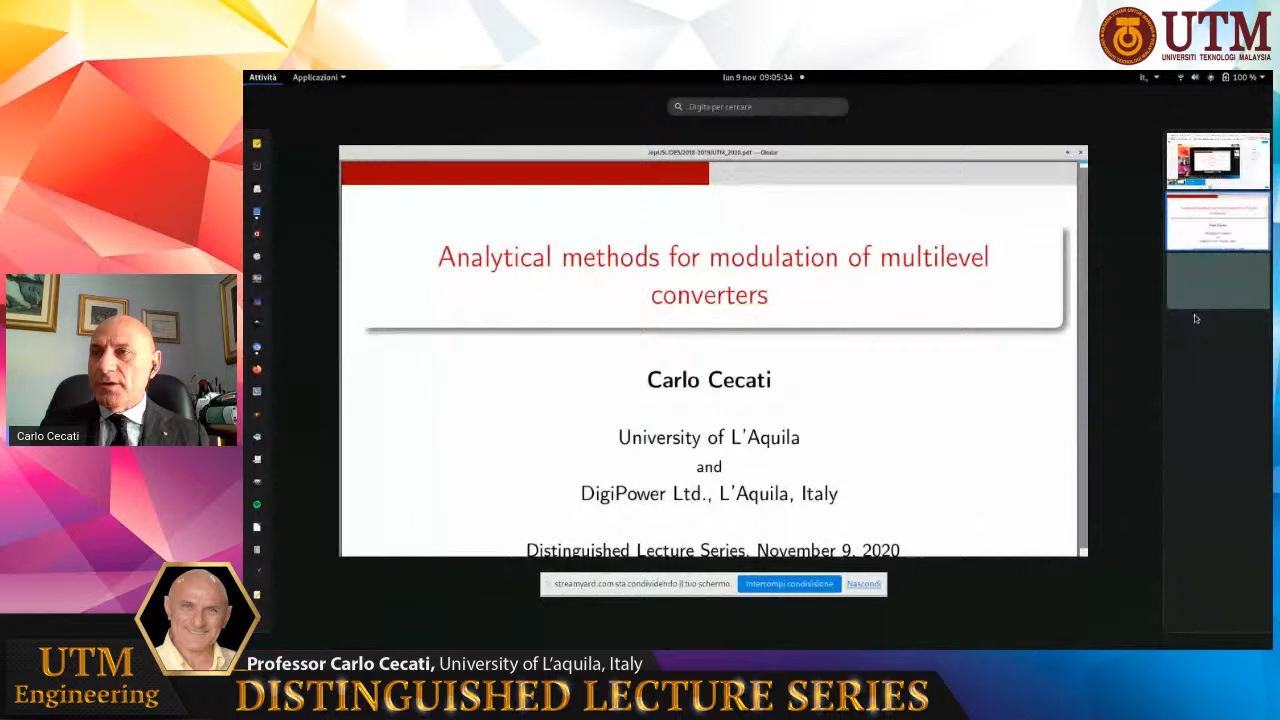 UTM
UNIVERSITI TEKNOLOGI MALAYSIA
Attività Applicazioni lun 9 nov 09:05:34 it, 100 %
Digita per cercare
Analytical methods for modulation of multilevel
converters
Carlo Cecati
University of L'Aquila
and
DigiPower Ltd., L'Aquila, Italy
Distinguished Lecture Series, November 9, 2020
streamyard.com sta condividendo il tuo schermo. Interrompi condivisione Nascondi
Carlo Cecati
Professor Carlo Cecati, University of L'aquila, Italy
UTM
Engineering
DISTINGUISHED LECTURE SERIES